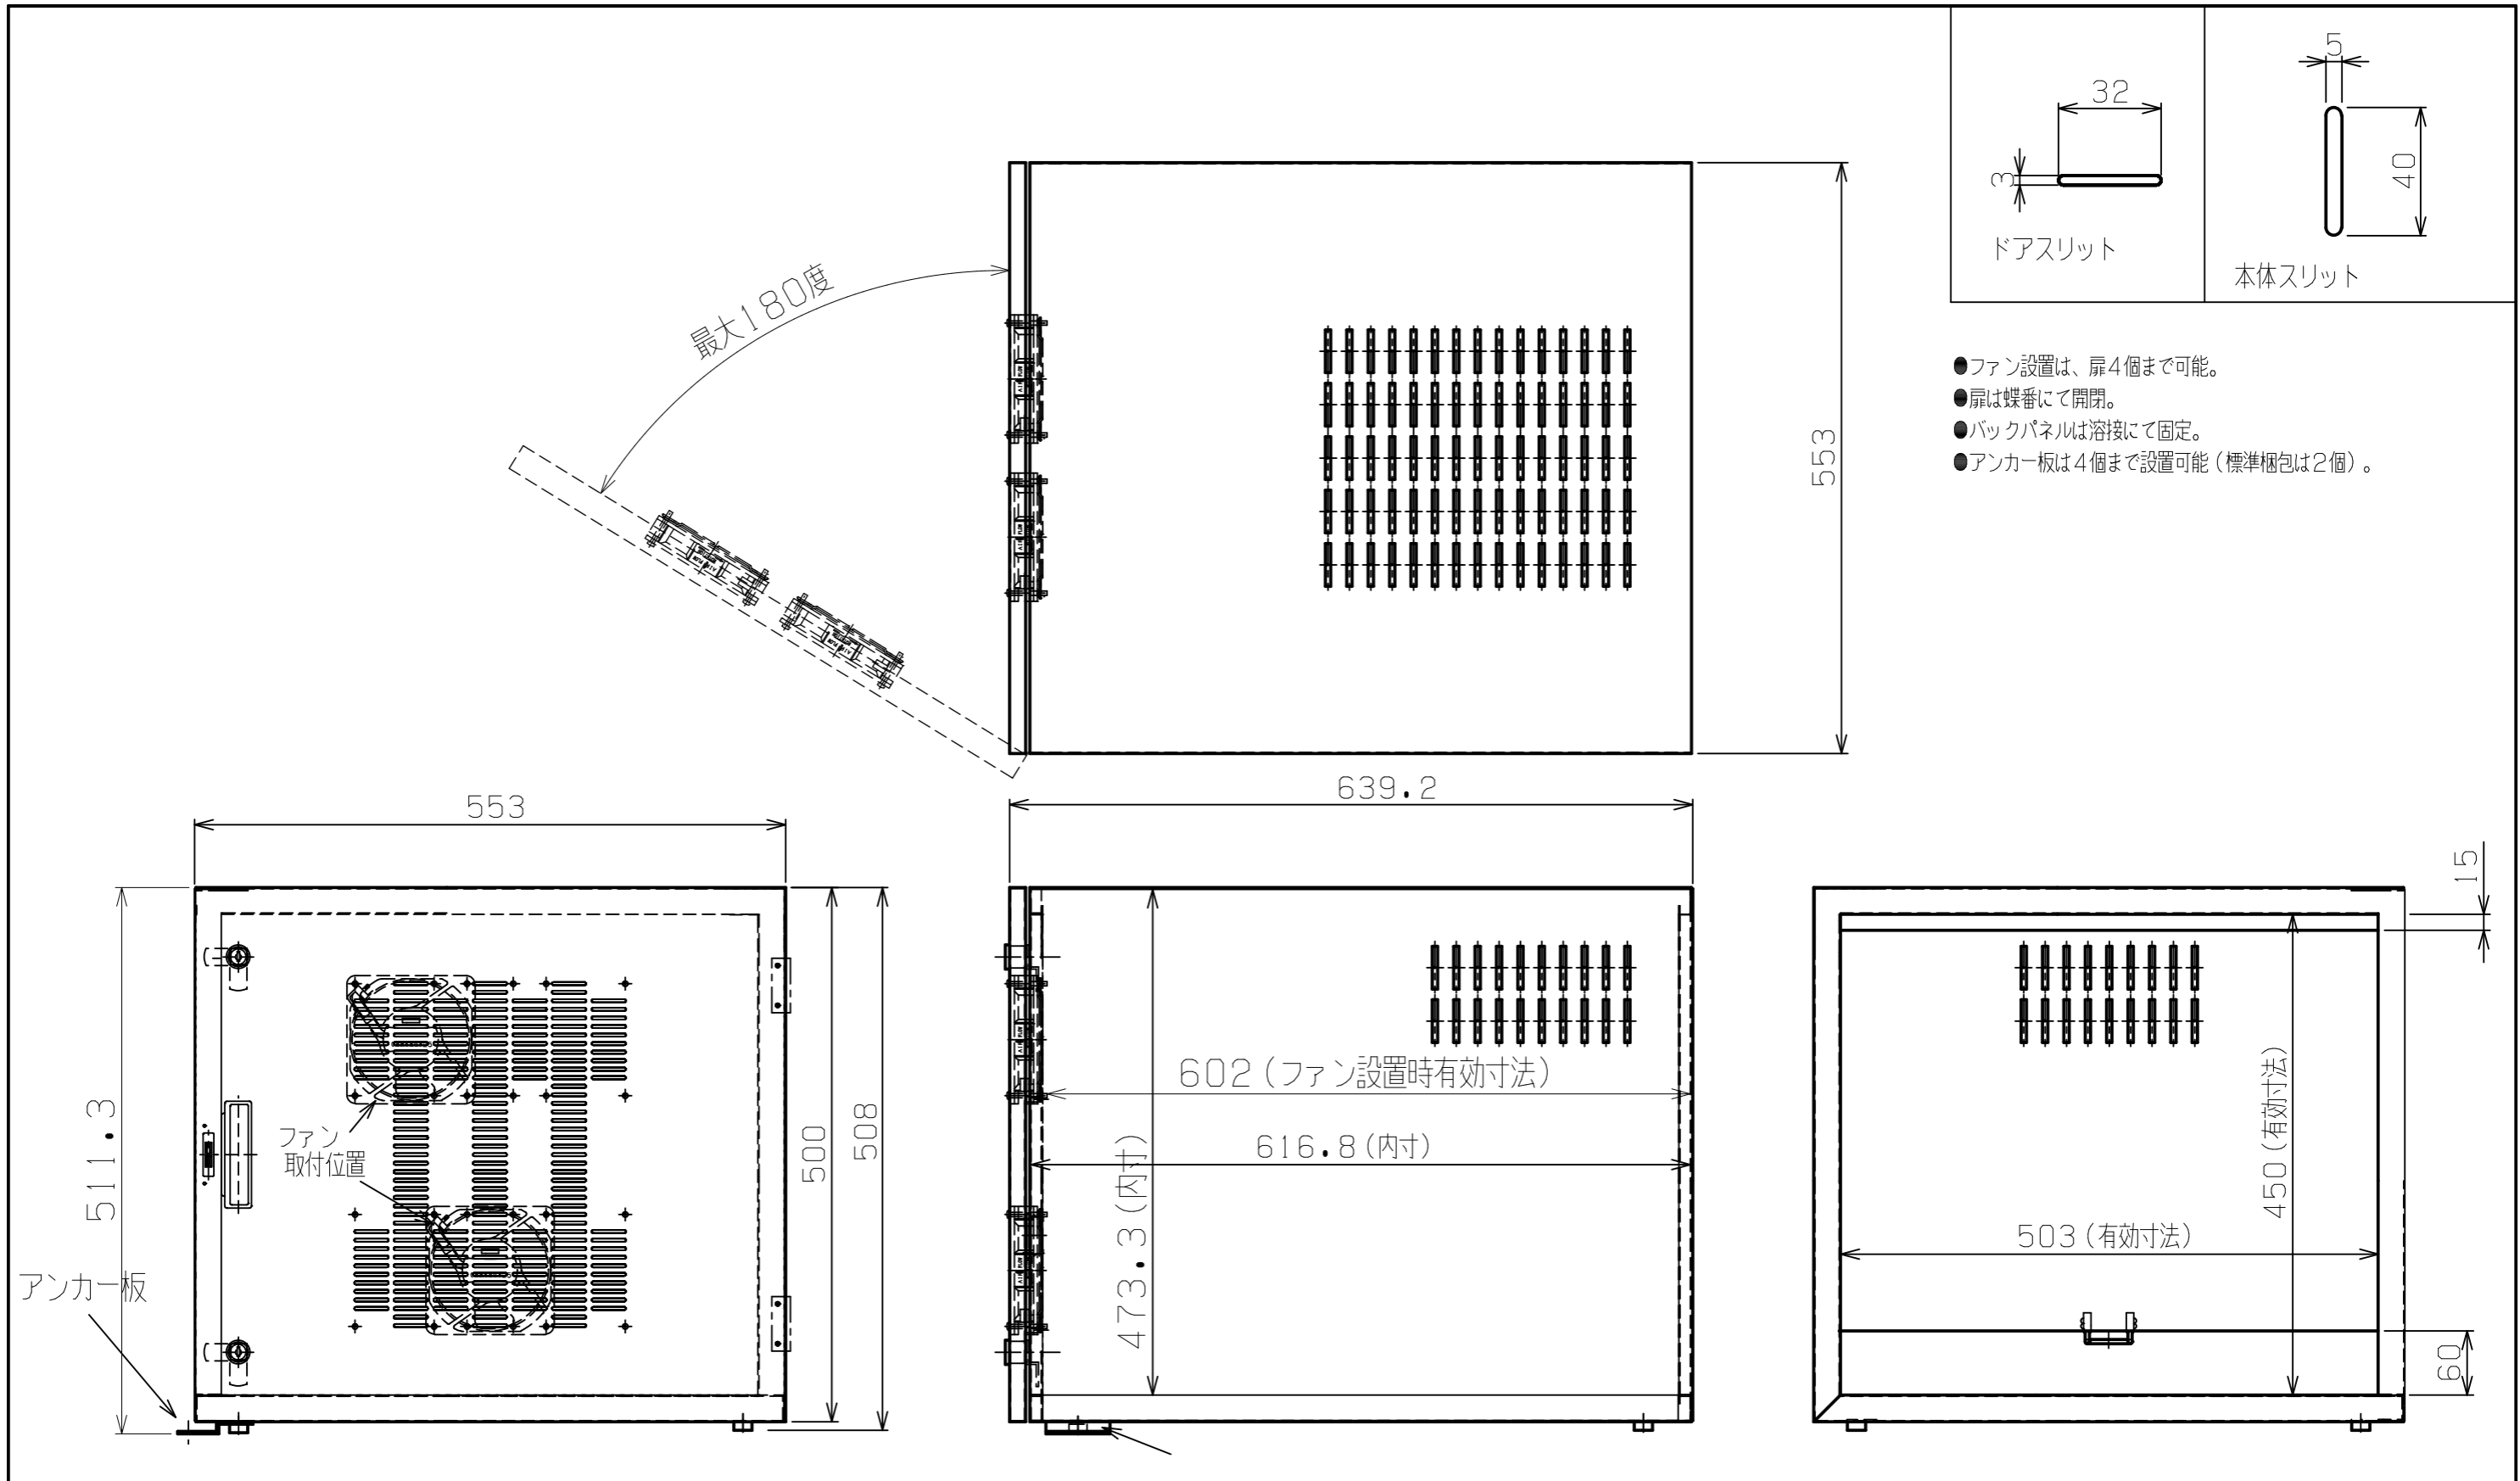 5
32
40
3
ドアスリット
本体スリット
●ファン設置は、扉4個まで可能。
●扉は蝶番にて開閉。
●バックパネルは溶接にて固定。
●アンカー板は4個まで設置可能(標準梱包は2個)。
最大180度
553
639.2
553
15
511.3
500
508
ファン
取付位置
アンカー板
602(ファン設置時有効寸法)
616.8(内寸)
473.3(内寸)
450(有効寸法)
503(有効寸法)
60